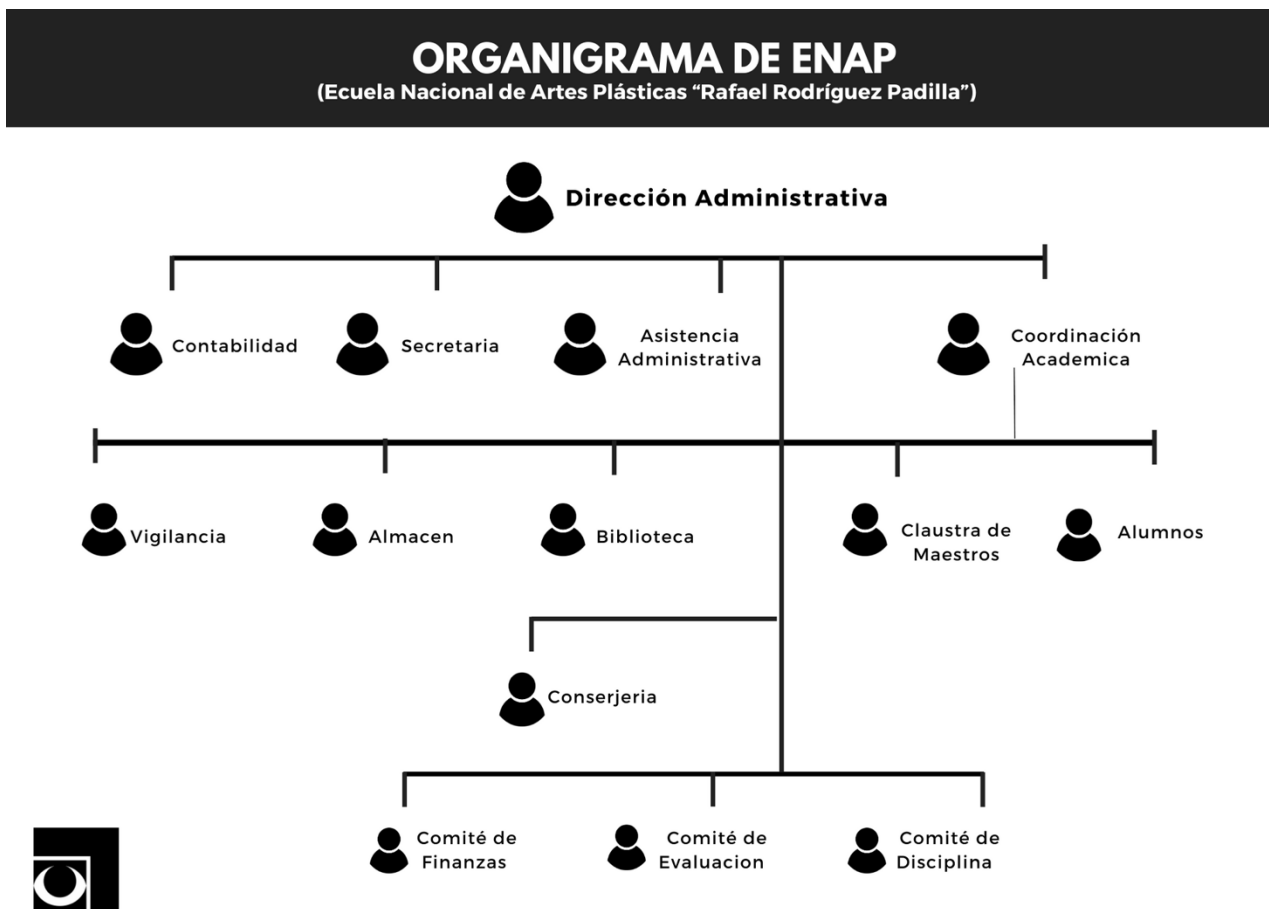 ORGANIGRAMA DE ENAP
(Ecuela Nacional de Artes Plásticas “Rafael Rodríguez Padilla”)
Dirección Administrativa
Contabilidad
Secretaria
Asistencia
Administrativa
Coordinación
Academica
Vigilancia
Almacen
Biblioteca
Claustra de
Maestros
Alumnos
Conserjeria
Comité de
Finanzas
Comité de
Evaluacion
Comité de
Disciplina